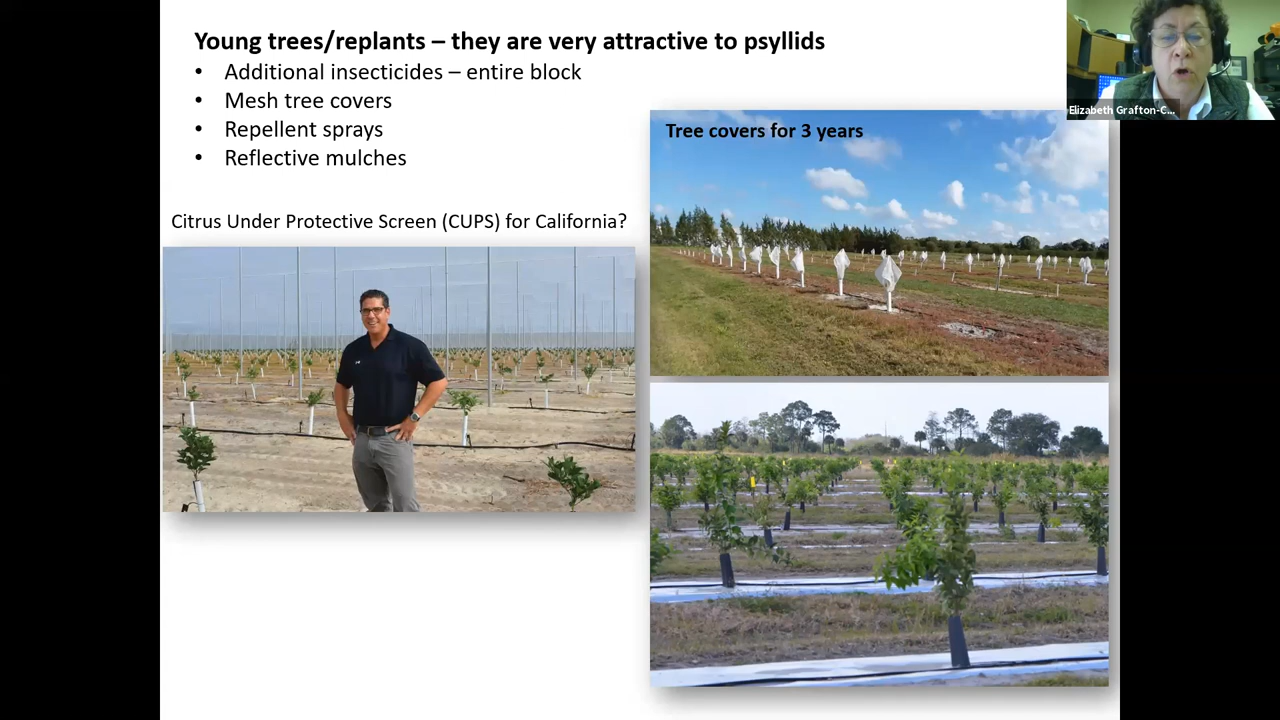 Young trees/replants – they are very attractive to psyllids
• Additional insecticides – entire block
• Mesh tree covers
• Repellent sprays
• Reflective mulches
Citrus Under Protective Screen (CUPS) for California?
Tree covers for 3 years
Elizabeth Grafton-C...